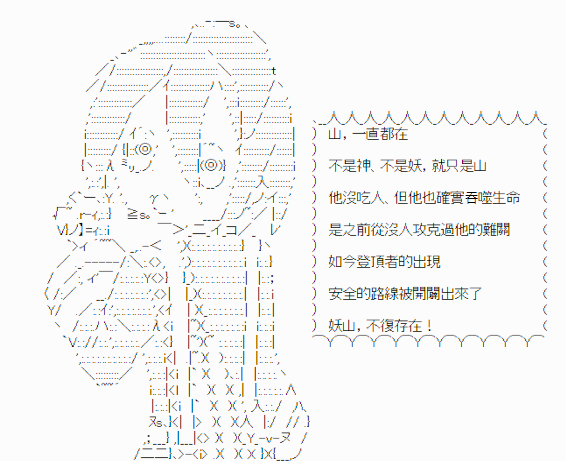 山，一直都在
不是神、不是妖，就只是山
他沒吃人、但他也確實吞噬生命
是之前從沒人攻克過他的難關
如今登頂者的出現
安全的路線被開闢出來了
妖山，不復存在！